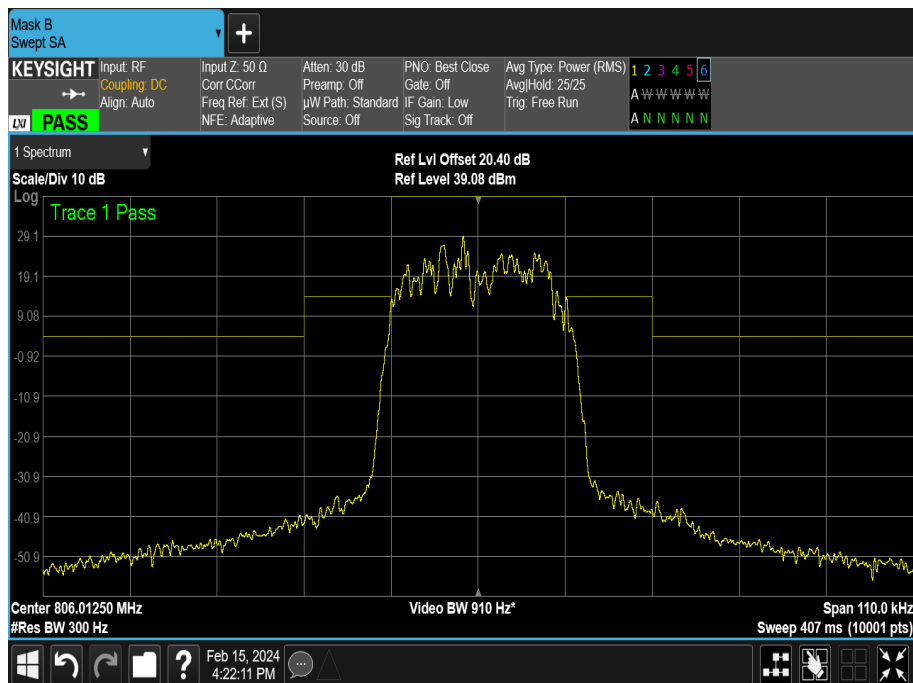 Mask B
Swept SA
+
KEYSIGHT
Input: RF
Coupling: DC
Align: Auto
LXI
PASS
Input Z: 50 Ω
Corr CCorr
Freq Ref: Ext (S)
NFE: Adaptive
Atten: 30 dB
Preamp: Off
µW Path: Standard
Source: Off
PNO: Best Close
Gate: Off
IF Gain: Low
Sig Track: Off
Avg Type: Power (RMS)
Avg|Hold: 25/25
Trig: Free Run
1 2 3 4 5 6
A W W W W W
A N N N N N
1 Spectrum
Scale/Div 10 dB
Ref Lvl Offset 20.40 dB
Ref Level 39.08 dBm
Log
Trace 1 Pass
29.1
19.1
9.08
-0.92
-10.9
-20.9
-30.9
-40.9
-50.9
Center 806.01250 MHz
Video BW 910 Hz*
Span 110.0 kHz
#Res BW 300 Hz
Sweep 407 ms (10001 pts)
?
Feb 15, 2024
4:22:11 PM